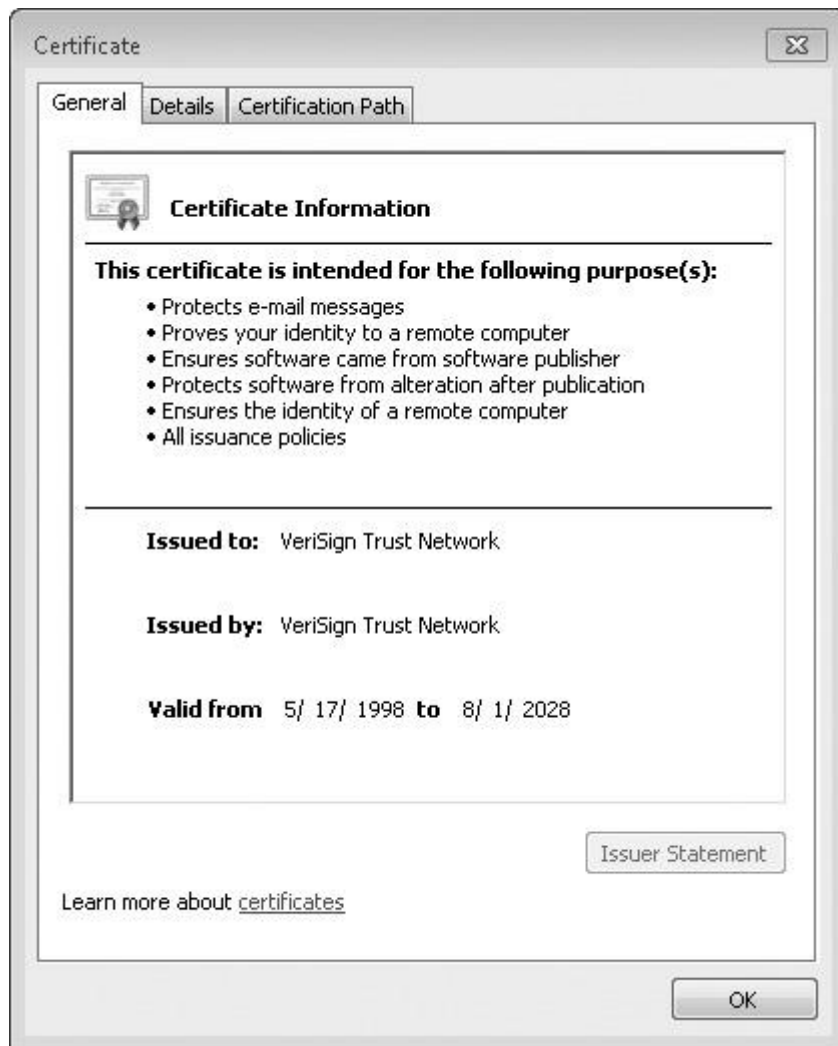 Certificate
General Details Certification Path
Certificate Information
This certificate is intended for the following purpose(s):
• Protects e-mail messages
• Proves your identity to a remote computer
• Ensures software came from software publisher
• Protects software from alteration after publication
• Ensures the identity of a remote computer
• All issuance policies
Issued to: VeriSign Trust Network
Issued by: VeriSign Trust Network
Valid from 5/ 17/ 1998 to 8/ 1/ 2028
Issuer Statement
Learn more about certificates
OK